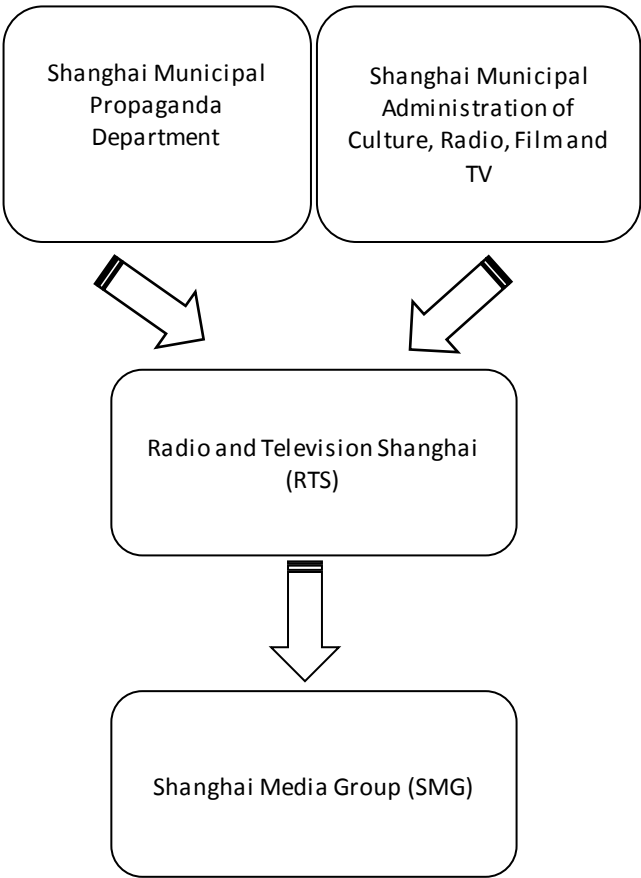 Shanghai Municipal
Propaganda
Department
Shanghai Municipal
Administration of
Culture, Radio, Film and
TV
Radio and Television Shanghai
(RTS)
Shanghai Media Group (SMG)